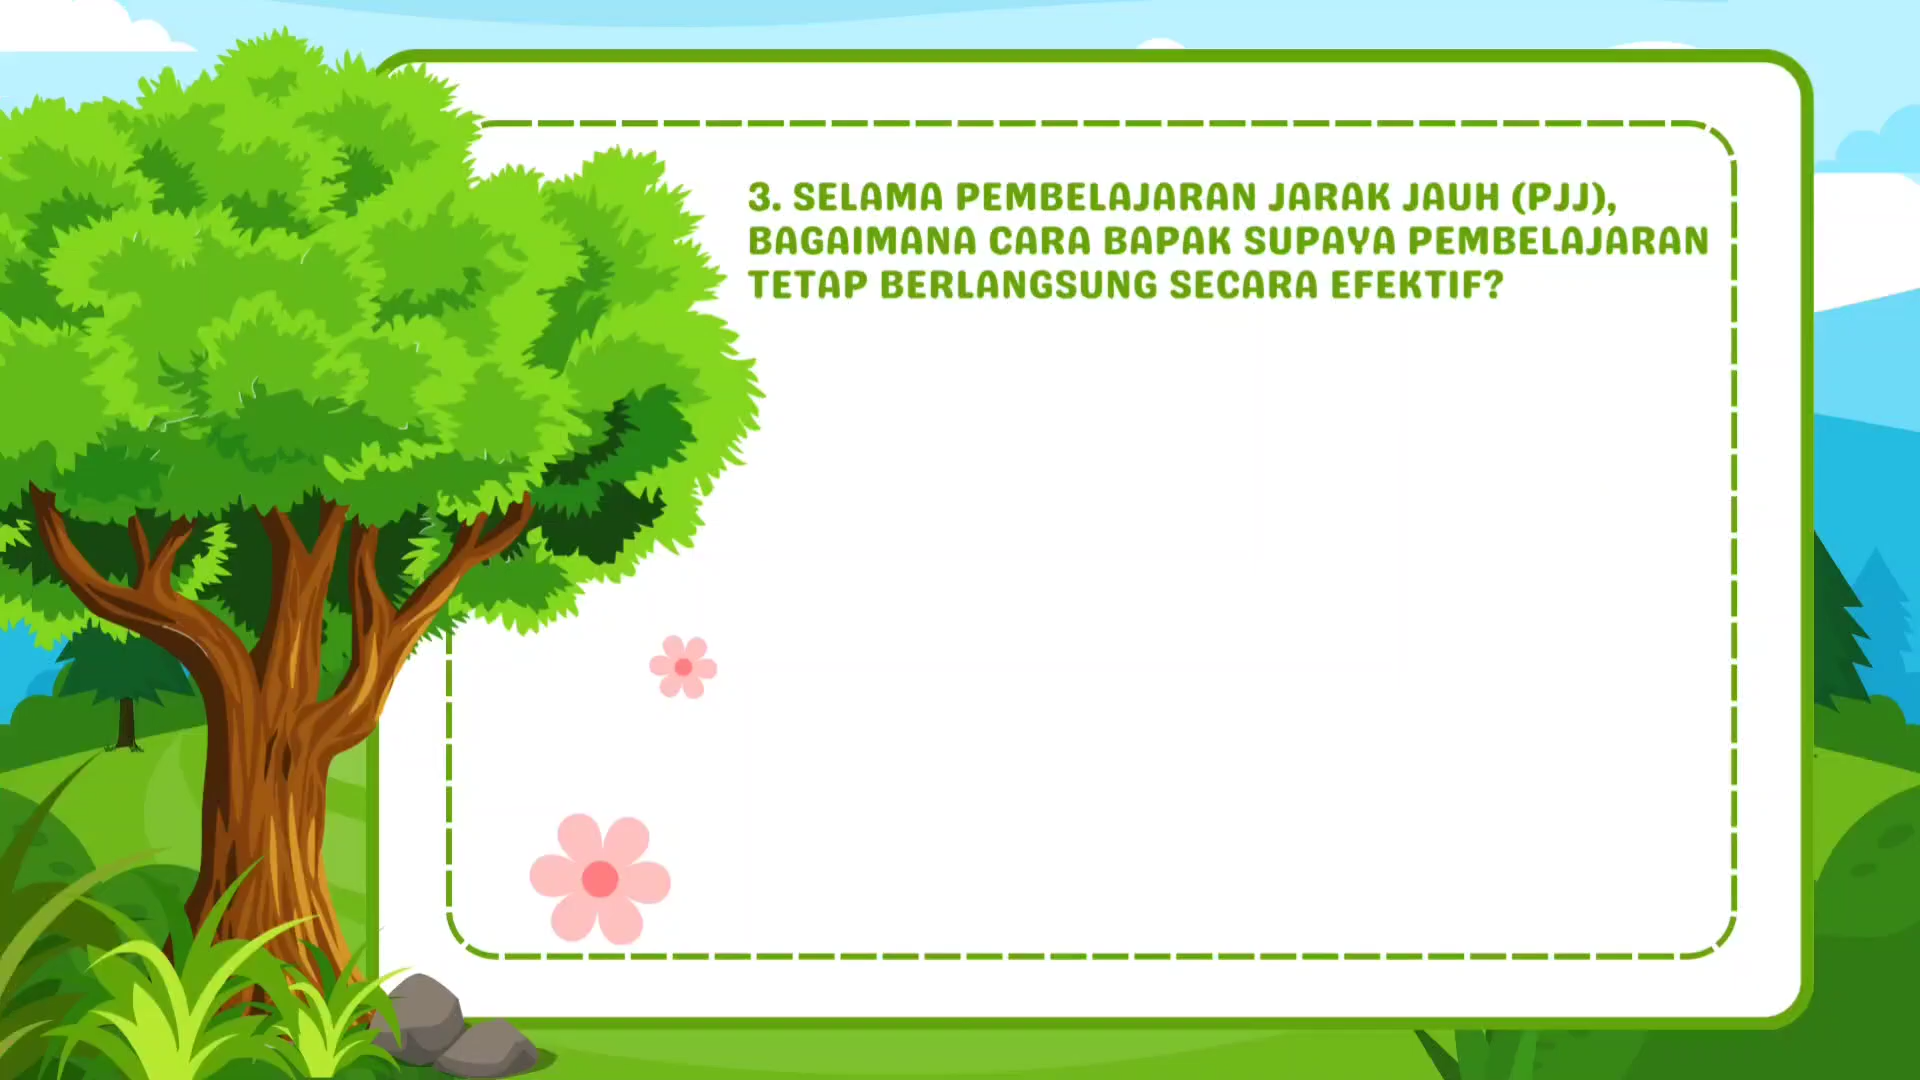 3. SELAMA PEMBELAJARAN JARAK JAUH (PJJ),
BAGAIMANA CARA BAPAK SUPAYA PEMBELAJARAN
TETAP BERLANGSUNG SECARA EFEKTIF?